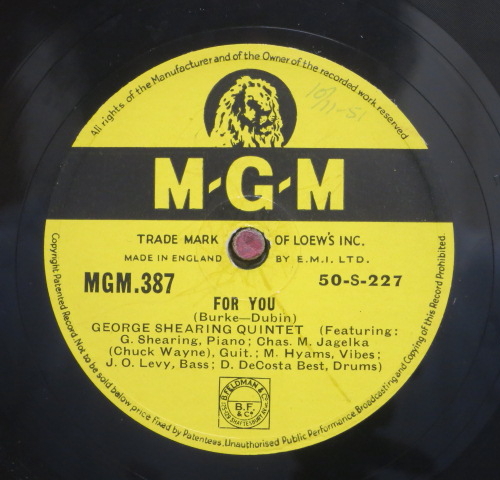 All rights of the Manufacturer and of the Owner of the recorded work reserved
M-G-M
TRADE MARK OF LOEW'S INC.
MADE IN ENGLAND BY E.M.I. LTD.
MGM.387 50-S-227
FOR YOU
(Burke—Dubin)
GEORGE SHEARING QUINTET (Featuring:
G. Shearing, Piano; Chas. M. Jagelka
(Chuck Wayne), Guit.; M. Hyams, Vibes;
J. O. Levy, Bass; D. DeCosta Best, Drums)
B. FELDMAN & Co
B.F.
& Co
Copyright Patented Record Not to be sold below price fixed by Patentees. Unauthorised Public Performance Broadcasting and Copying of this Record Prohibited.